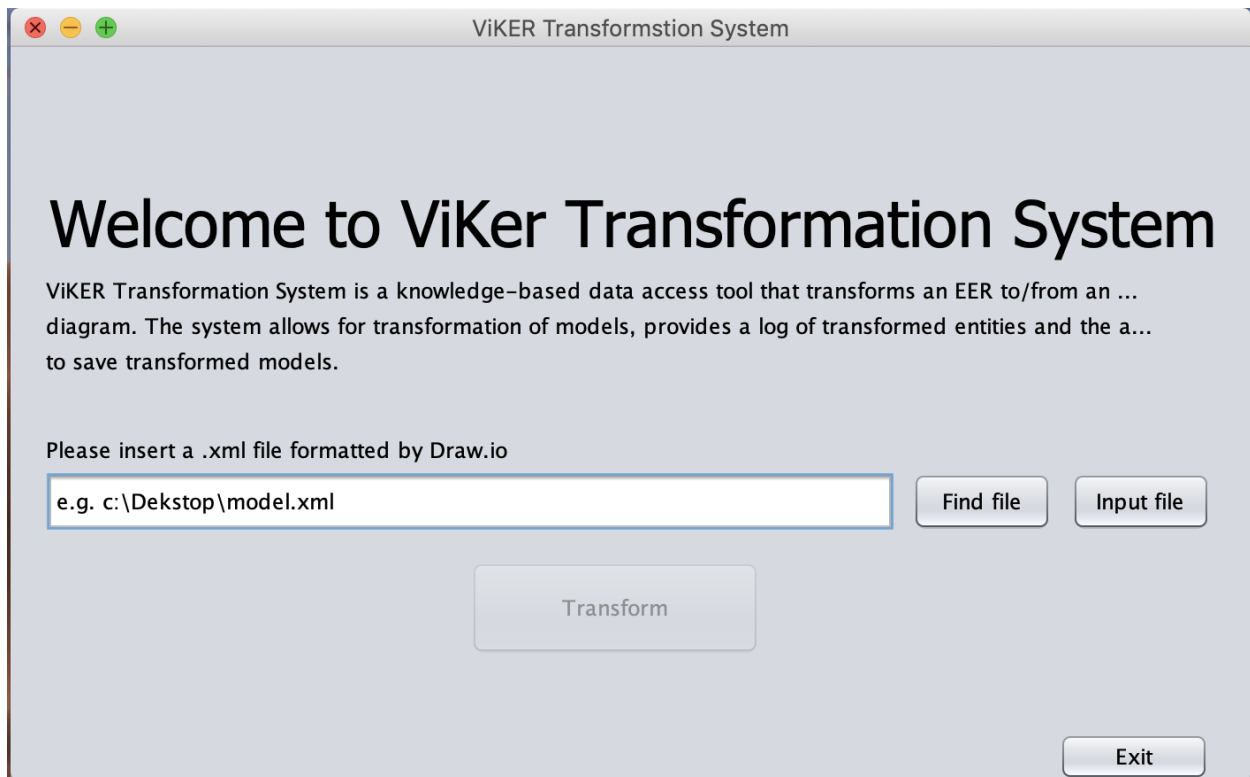 ViKER Transformstion System
Welcome to ViKer Transformation System
ViKER Transformation System is a knowledge-based data access tool that transforms an EER to/from an ...
diagram. The system allows for transformation of models, provides a log of transformed entities and the a...
to save transformed models.
Please insert a .xml file formatted by Draw.io
e.g. c:\Dekstop\model.xml
Find file
Input file
Transform
Exit